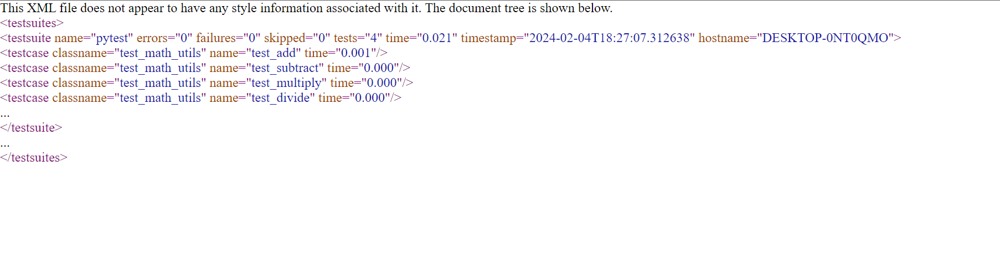 This XML file does not appear to have any style information associated with it. The document tree is shown below.
<testsuites>
<testsuite name="pytest" errors="0" failures="0" skipped="0" tests="4" time="0.021" timestamp="2024-02-04T18:27:07.312638" hostname="DESKTOP-0NT0QMO">
<testcase classname="test_math_utils" name="test_add" time="0.001"/>
<testcase classname="test_math_utils" name="test_subtract" time="0.000"/>
<testcase classname="test_math_utils" name="test_multiply" time="0.000"/>
<testcase classname="test_math_utils" name="test_divide" time="0.000"/>
...
</testsuite>
...
</testsuites>